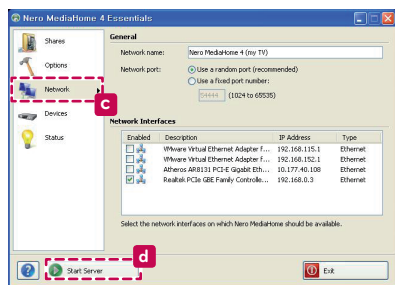 Nero MediaHome 4 Essentials
Shares
Options
Network
Devices
Status
c
General
Network name: Nero MediaHome 4 (my TV)
Network port: Use a random port (recommended)
Use a fixed port number:
54444 (1024 to 65535)
Network Interfaces
Enabled Description IP Address Type
VMware Virtual Ethernet Adapter f... 192.168.115.1 Ethernet
VMware Virtual Ethernet Adapter f... 192.168.152.1 Ethernet
Atheros AR8131 PCI-E Gigabit Eth... 10.177.40.108 Ethernet
Realtek PCIe GBE Family Controlle... 192.168.0.3 Ethernet
Select the network interfaces on which Nero MediaHome should be available.
d
? Start Server Exit